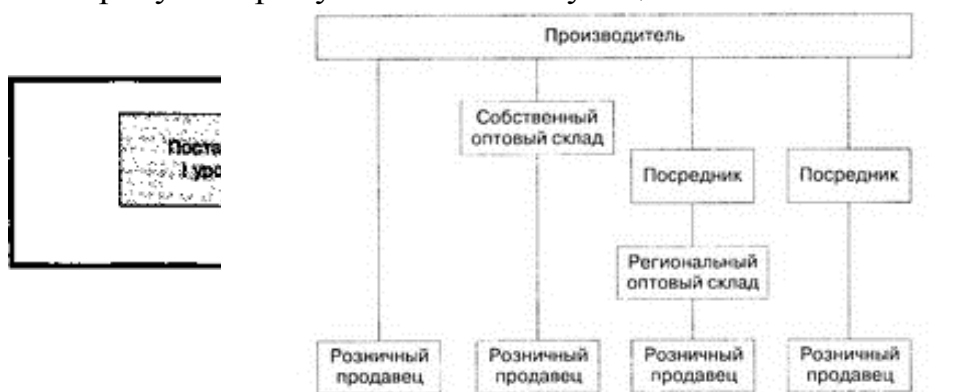 Производитель
Собственный
оптовый склад
Посредник
Посредник
Региональный
оптовый склад
Розничный
продавец
Розничный
продавец
Розничный
продавец
Розничный
продавец